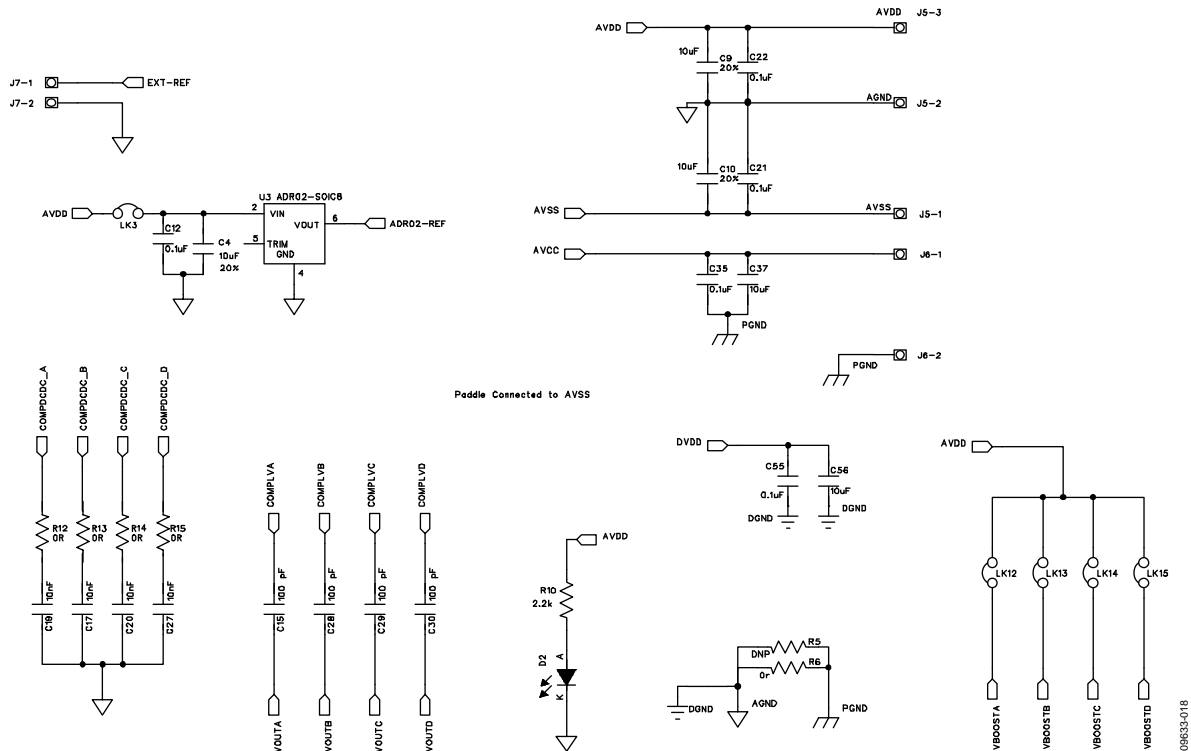 AVDD J5-3
AVDD
10uF C9 C22
20%
0.1uF
J7-1 EXT-REF
J7-2
AGND J5-2
10uF C10 C21
20%
0.1uF
U3 ADR02-SOIC8
AVDD 2 VIN
LK3
VOUT 6 ADR02-REF
AVSS AVSS J5-1
C12
0.1uF
C4
10uF
20%
5 TRIM
GND
4
AVCC J6-1
C35 C37
0.1uF 10uF
PGND
J6-2
PGND
COMPDCDC_A COMPDCDC_B COMPDCDC_C COMPDCDC_D
Paddle Connected to AVSS
R12 R13 R14 R15
0R 0R 0R 0R
10nF 10nF 10nF 10nF
C19 C17 C20 C27
COMPLVA COMPLVB COMPLVC COMPLVD
100 pF 100 pF 100 pF 100 pF
C15 C28 C29 C30
VOUTA VOUTB VOUTC VOUTD
AVDD
R10
2.2k
D2 A
K
DVDD
C55 C56
0.1uF 10uF
DGND DGND
R5
DNP
R6
0r
DGND AGND PGND
AVDD
LK12 LK13 LK14 LK15
VBOOSTA VBOOSTB VBOOSTC VBOOSTD
09633-018